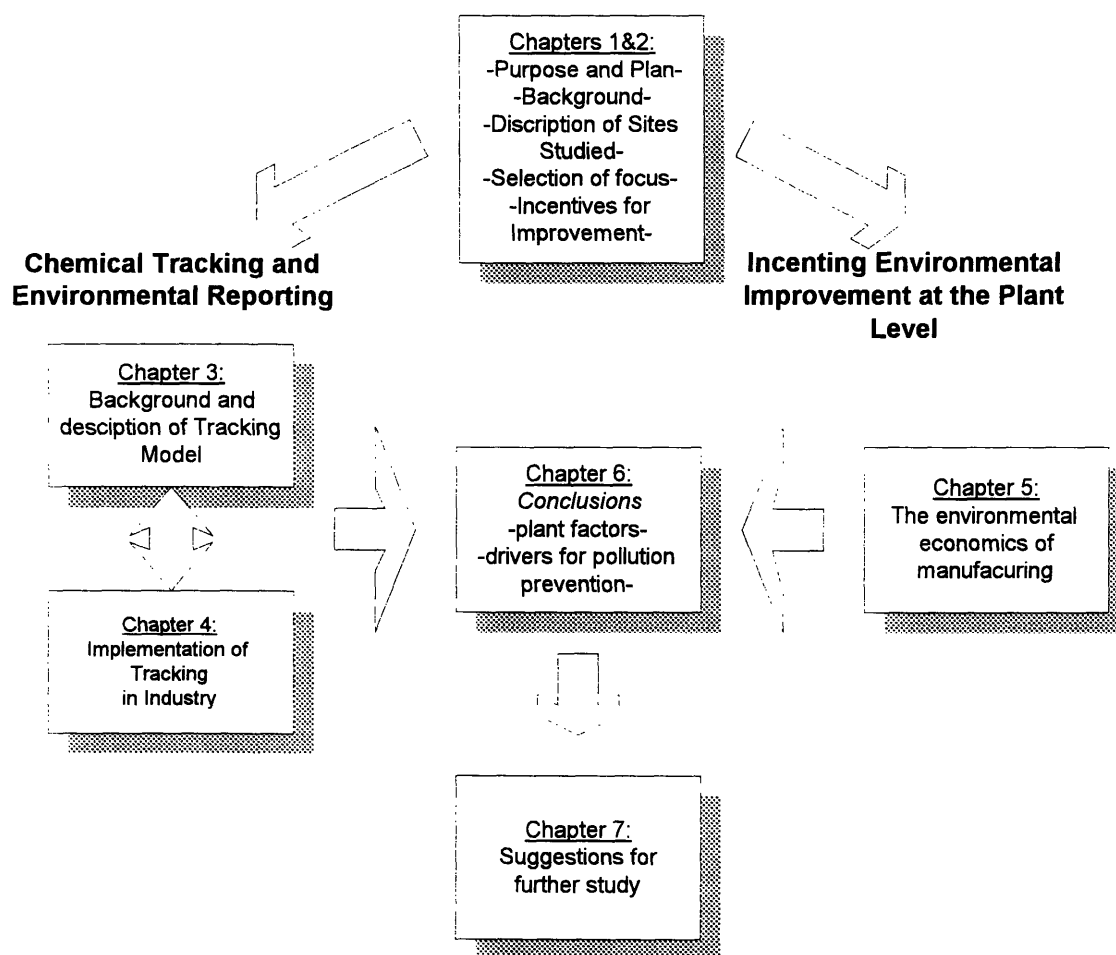 Chapters 1&2:
-Purpose and Plan-
-Background-
-Discription of Sites
Studied-
-Selection of focus-
-Incentives for
Improvement-
Chemical Tracking and
Environmental Reporting
Incenting Environmental
Improvement at the Plant
Level
Chapter 3:
Background and
desciption of Tracking
Model
Chapter 4:
Implementation of
Tracking
in Industry
Chapter 6:
Conclusions
-plant factors-
-drivers for pollution
prevention-
Chapter 5:
The environmental
economics of
manufacuring
Chapter 7:
Suggestions for
further study